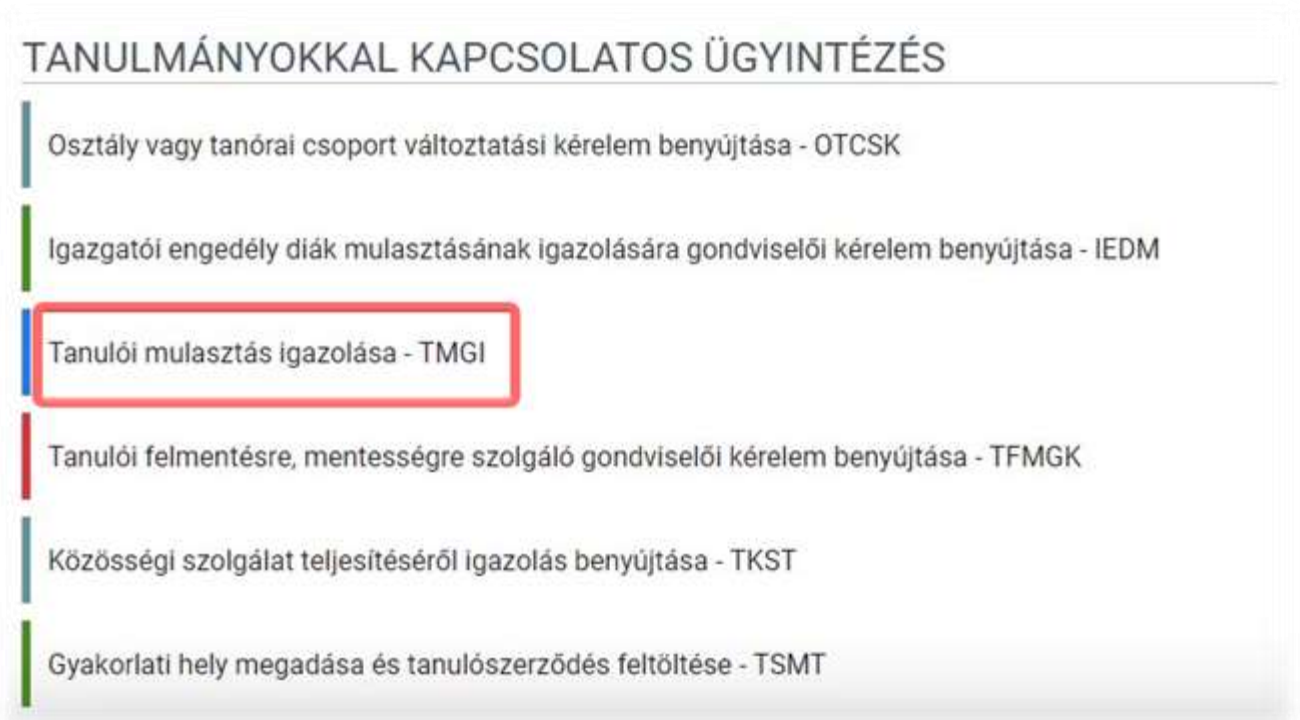 TANULMÁNYOKKAL KAPCSOLATOS ÜGYINTÉZÉS
Osztály vagy tanórai csoport változtatási kérelem benyújtása - OTCSK
Igazgatói engedély diák mulasztásának igazolására gondviselői kérelem benyújtása - IEDM
Tanulói mulasztás igazolása - TMGI
Tanulói felmentésre, mentességre szolgáló gondviselői kérelem benyújtása - TFMGK
Közösségi szolgálat teljesítéséről igazolás benyújtása - TKST
Gyakorlati hely megadása és tanulószerződés feltöltése - TSMT